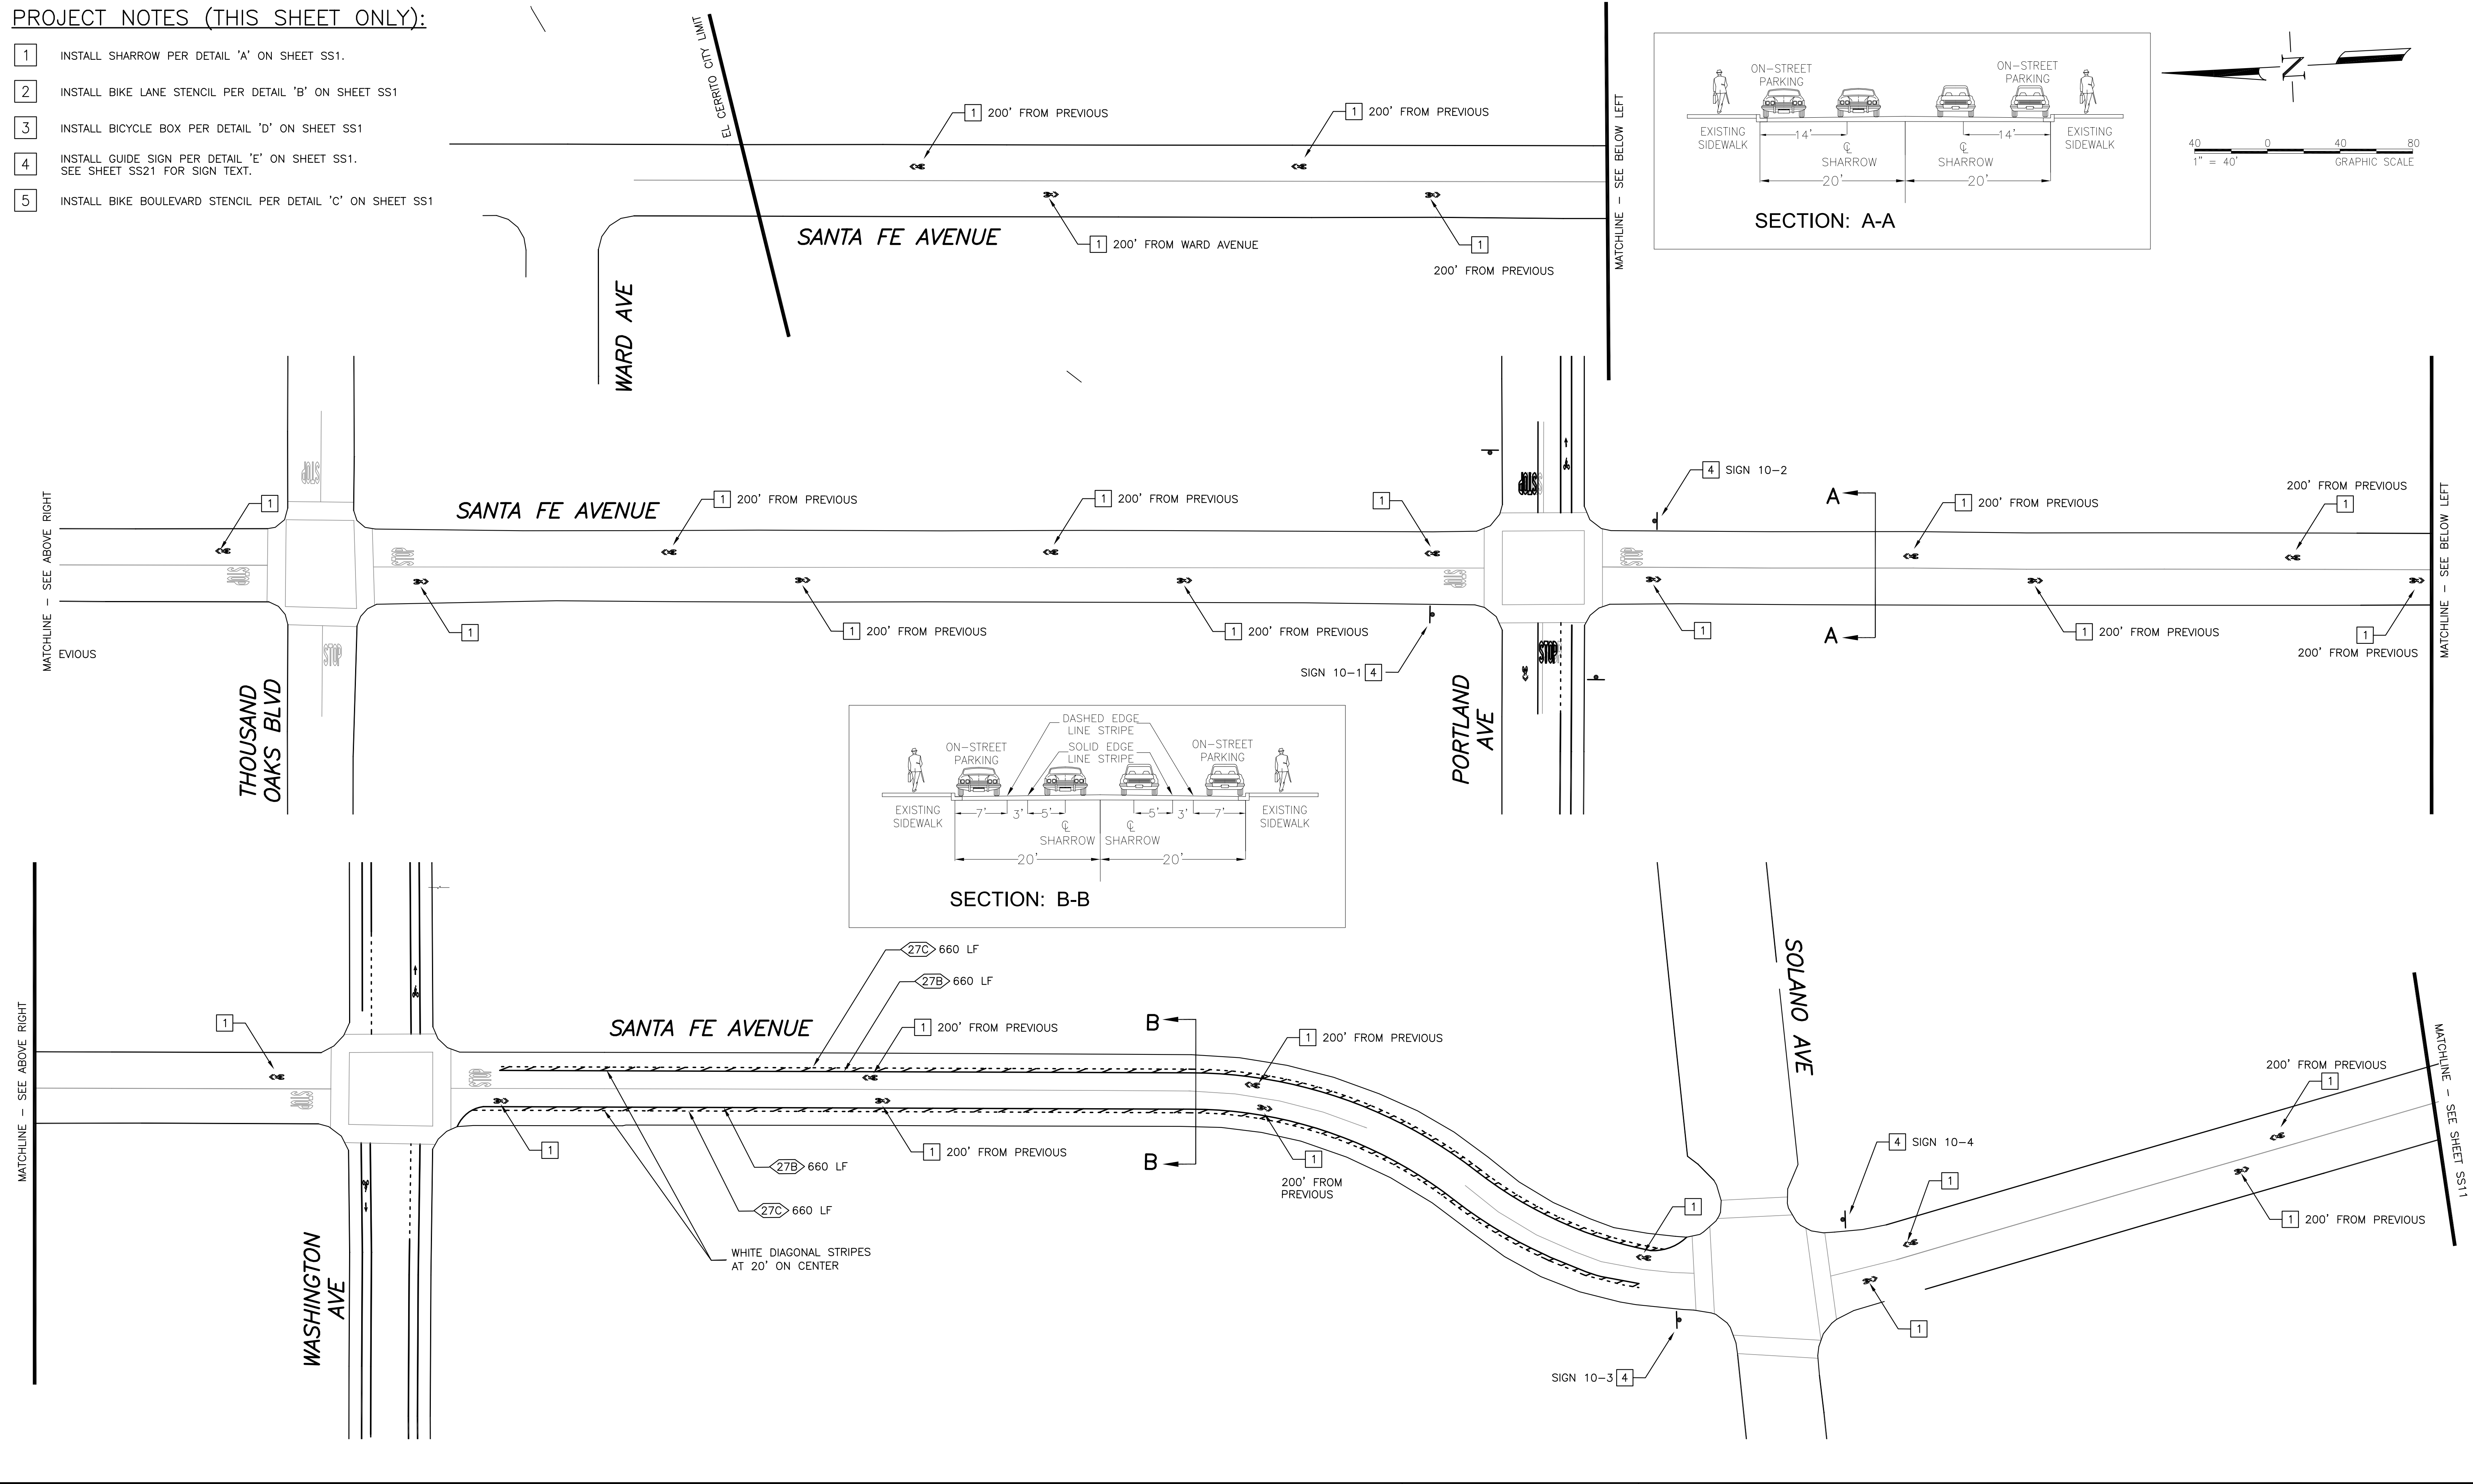 PROJECT NOTES (THIS SHEET ONLY):
1 INSTALL SHARROW PER DETAIL 'A' ON SHEET SS1.
2 INSTALL BIKE LANE STENCIL PER DETAIL 'B' ON SHEET SS1
3 INSTALL BICYCLE BOX PER DETAIL 'D' ON SHEET SS1
4 INSTALL GUIDE SIGN PER DETAIL 'E' ON SHEET SS1.
SEE SHEET SS21 FOR SIGN TEXT.
5 INSTALL BIKE BOULEVARD STENCIL PER DETAIL 'C' ON SHEET SS1
EL CERRITO CITY LIMIT
1 200' FROM PREVIOUS
1 200' FROM PREVIOUS
SANTA FE AVENUE
1 200' FROM WARD AVENUE
1
200' FROM PREVIOUS
WARD AVE
MATCHLINE - SEE BELOW LEFT
ON-STREET
PARKING
ON-STREET
PARKING
EXISTING
SIDEWALK
14'
14'
EXISTING
SIDEWALK
℄
SHARROW
℄
SHARROW
20'
20'
SECTION: A-A
N
40 0 40 80
1" = 40'
GRAPHIC SCALE
MATCHLINE - SEE ABOVE RIGHT
EVIOUS
1
STOP
STOP
STOP
STOP
SANTA FE AVENUE
1 200' FROM PREVIOUS
1 200' FROM PREVIOUS
1
1
1 200' FROM PREVIOUS
1 200' FROM PREVIOUS
THOUSAND
OAKS BLVD
STOP
STOP
STOP
STOP
SIGN 10-1 4
PORTLAND
AVE
4 SIGN 10-2
1
A
A
1 200' FROM PREVIOUS
200' FROM PREVIOUS
1
1 200' FROM PREVIOUS
1
200' FROM PREVIOUS
MATCHLINE - SEE BELOW LEFT
DASHED EDGE
LINE STRIPE
SOLID EDGE
LINE STRIPE
ON-STREET
PARKING
ON-STREET
PARKING
EXISTING
SIDEWALK
7'
3'
5'
5'
3'
7'
EXISTING
SIDEWALK
℄
SHARROW
℄
SHARROW
20'
20'
SECTION: B-B
MATCHLINE - SEE ABOVE RIGHT
1
STOP
STOP
WASHINGTON
AVE
SANTA FE AVENUE
27C 660 LF
27B 660 LF
1 200' FROM PREVIOUS
1
1 200' FROM PREVIOUS
27B 660 LF
27C 660 LF
WHITE DIAGONAL STRIPES
AT 20' ON CENTER
B
B
1 200' FROM PREVIOUS
1
200' FROM
PREVIOUS
1
SIGN 10-3 4
SOLANO AVE
4 SIGN 10-4
1
1
200' FROM PREVIOUS
1
1 200' FROM PREVIOUS
MATCHLINE - SEE SHEET SS11